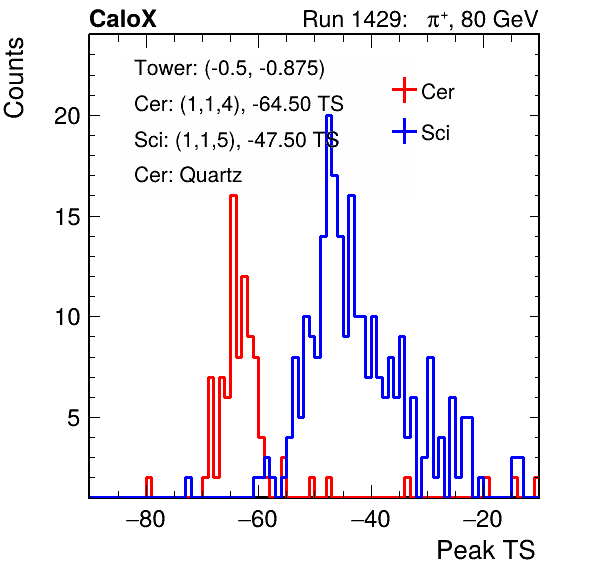 CaloX Run 1429: π⁺, 80 GeV
Counts
Tower: (-0.5, -0.875)
Cer: (1,1,4), -64.50 TS
Sci: (1,1,5), -47.50 TS
Cer: Quartz
Cer
Sci
20
15
10
5
−80 −60 −40 −20
Peak TS